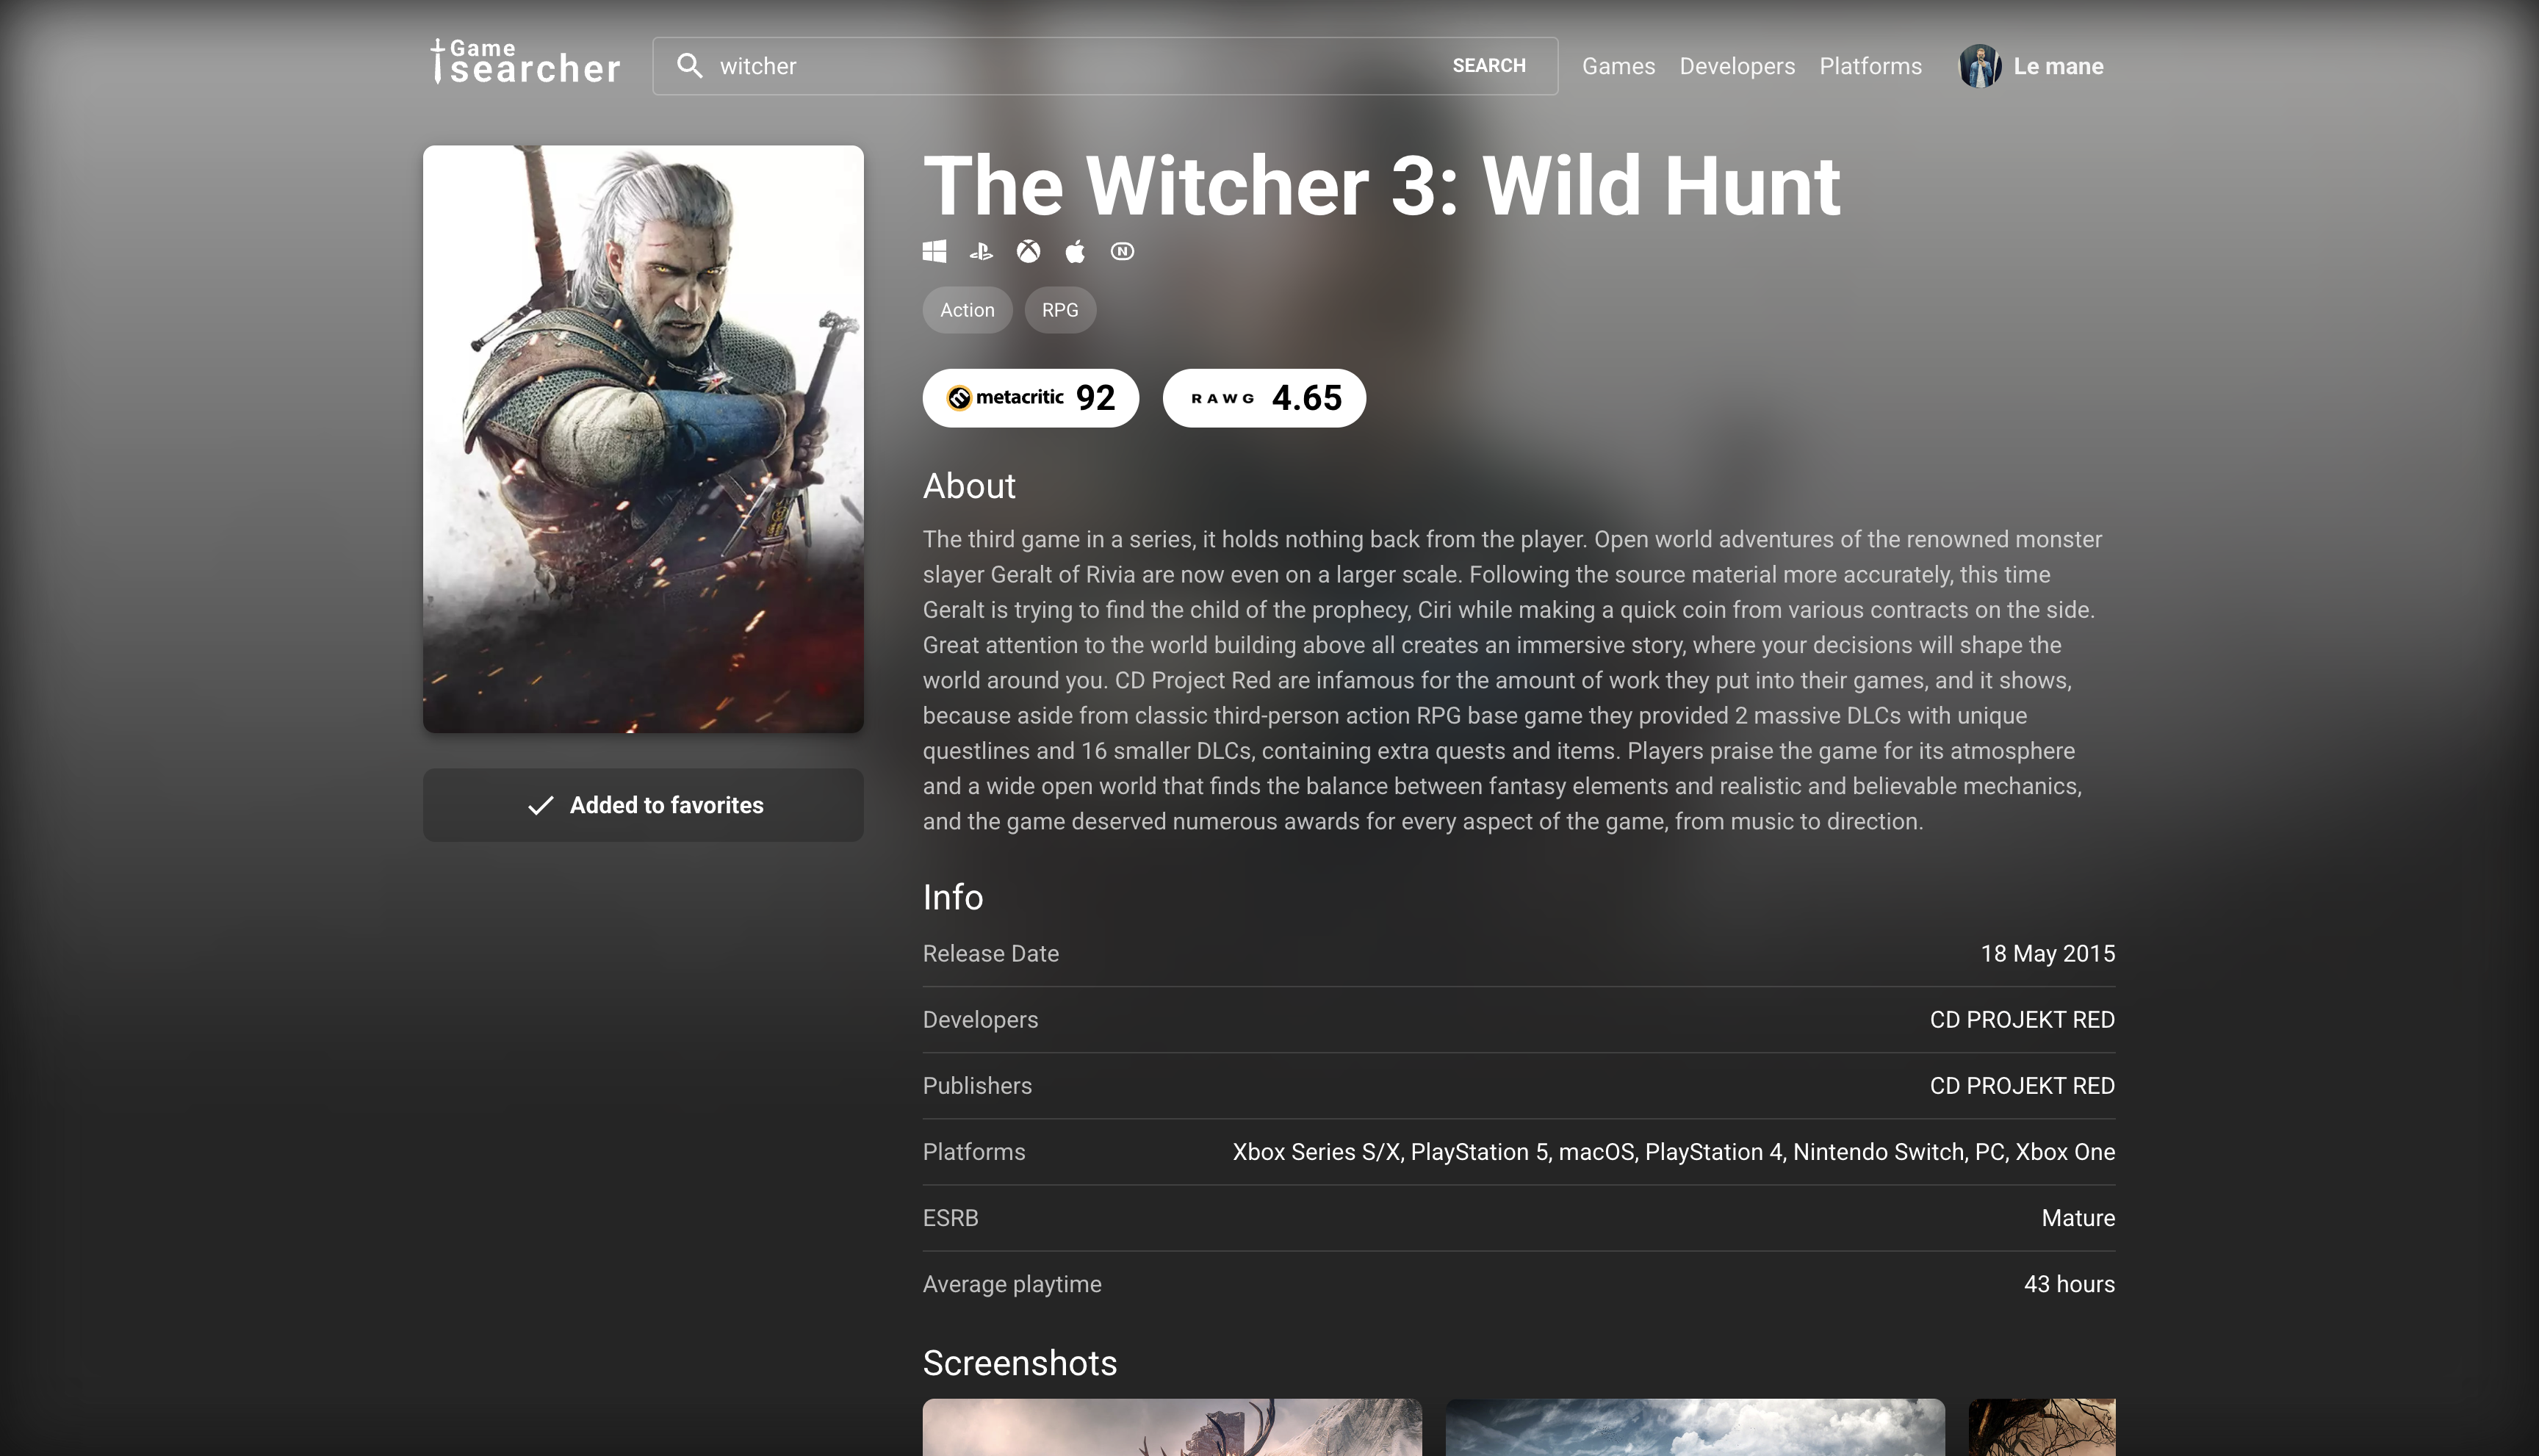 Game
searcher
witcher
SEARCH
Games
Developers
Platforms
Le mane
The Witcher 3: Wild Hunt
Action
RPG
metacritic 92
RAWG 4.65
About
The third game in a series, it holds nothing back from the player. Open world adventures of the renowned monster
slayer Geralt of Rivia are now even on a larger scale. Following the source material more accurately, this time
Geralt is trying to find the child of the prophecy, Ciri while making a quick coin from various contracts on the side.
Great attention to the world building above all creates an immersive story, where your decisions will shape the
world around you. CD Project Red are infamous for the amount of work they put into their games, and it shows,
because aside from classic third-person action RPG base game they provided 2 massive DLCs with unique
questlines and 16 smaller DLCs, containing extra quests and items. Players praise the game for its atmosphere
and a wide open world that finds the balance between fantasy elements and realistic and believable mechanics,
and the game deserved numerous awards for every aspect of the game, from music to direction.
Added to favorites
Info
Release Date 18 May 2015
Developers CD PROJEKT RED
Publishers CD PROJEKT RED
Platforms Xbox Series S/X, PlayStation 5, macOS, PlayStation 4, Nintendo Switch, PC, Xbox One
ESRB Mature
Average playtime 43 hours
Screenshots